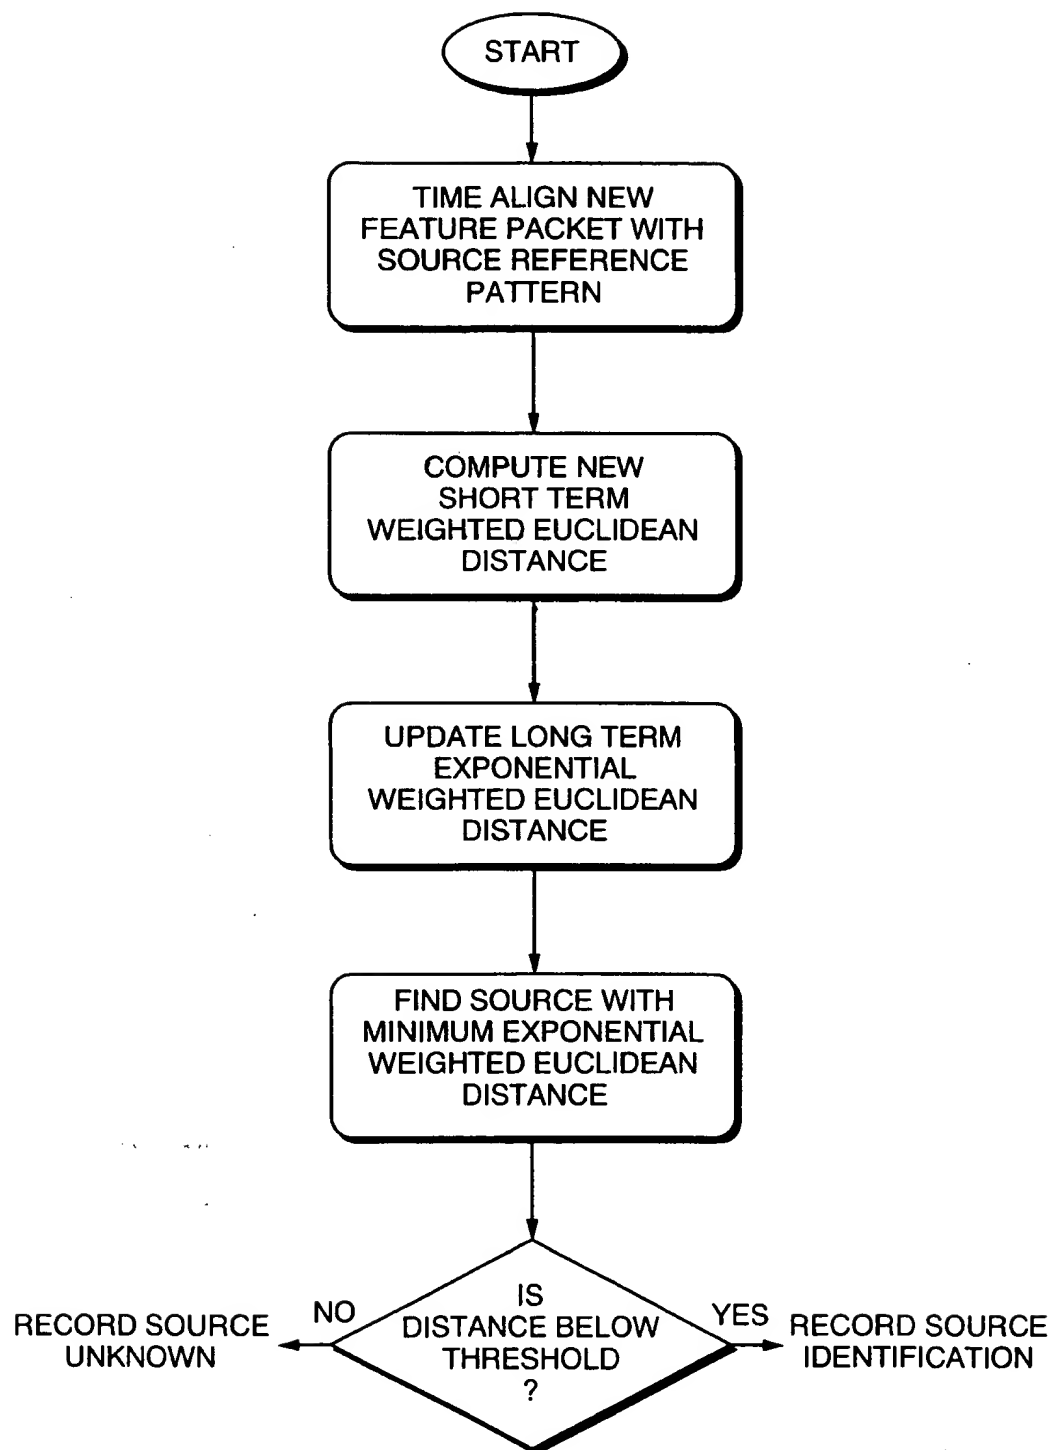 START
TIME ALIGN NEW
FEATURE PACKET WITH
SOURCE REFERENCE
PATTERN
COMPUTE NEW
SHORT TERM
WEIGHTED EUCLIDEAN
DISTANCE
UPDATE LONG TERM
EXPONENTIAL
WEIGHTED EUCLIDEAN
DISTANCE
FIND SOURCE WITH
MINIMUM EXPONENTIAL
WEIGHTED EUCLIDEAN
DISTANCE
IS
DISTANCE BELOW
THRESHOLD
?
NO
RECORD SOURCE
UNKNOWN
YES
RECORD SOURCE
IDENTIFICATION